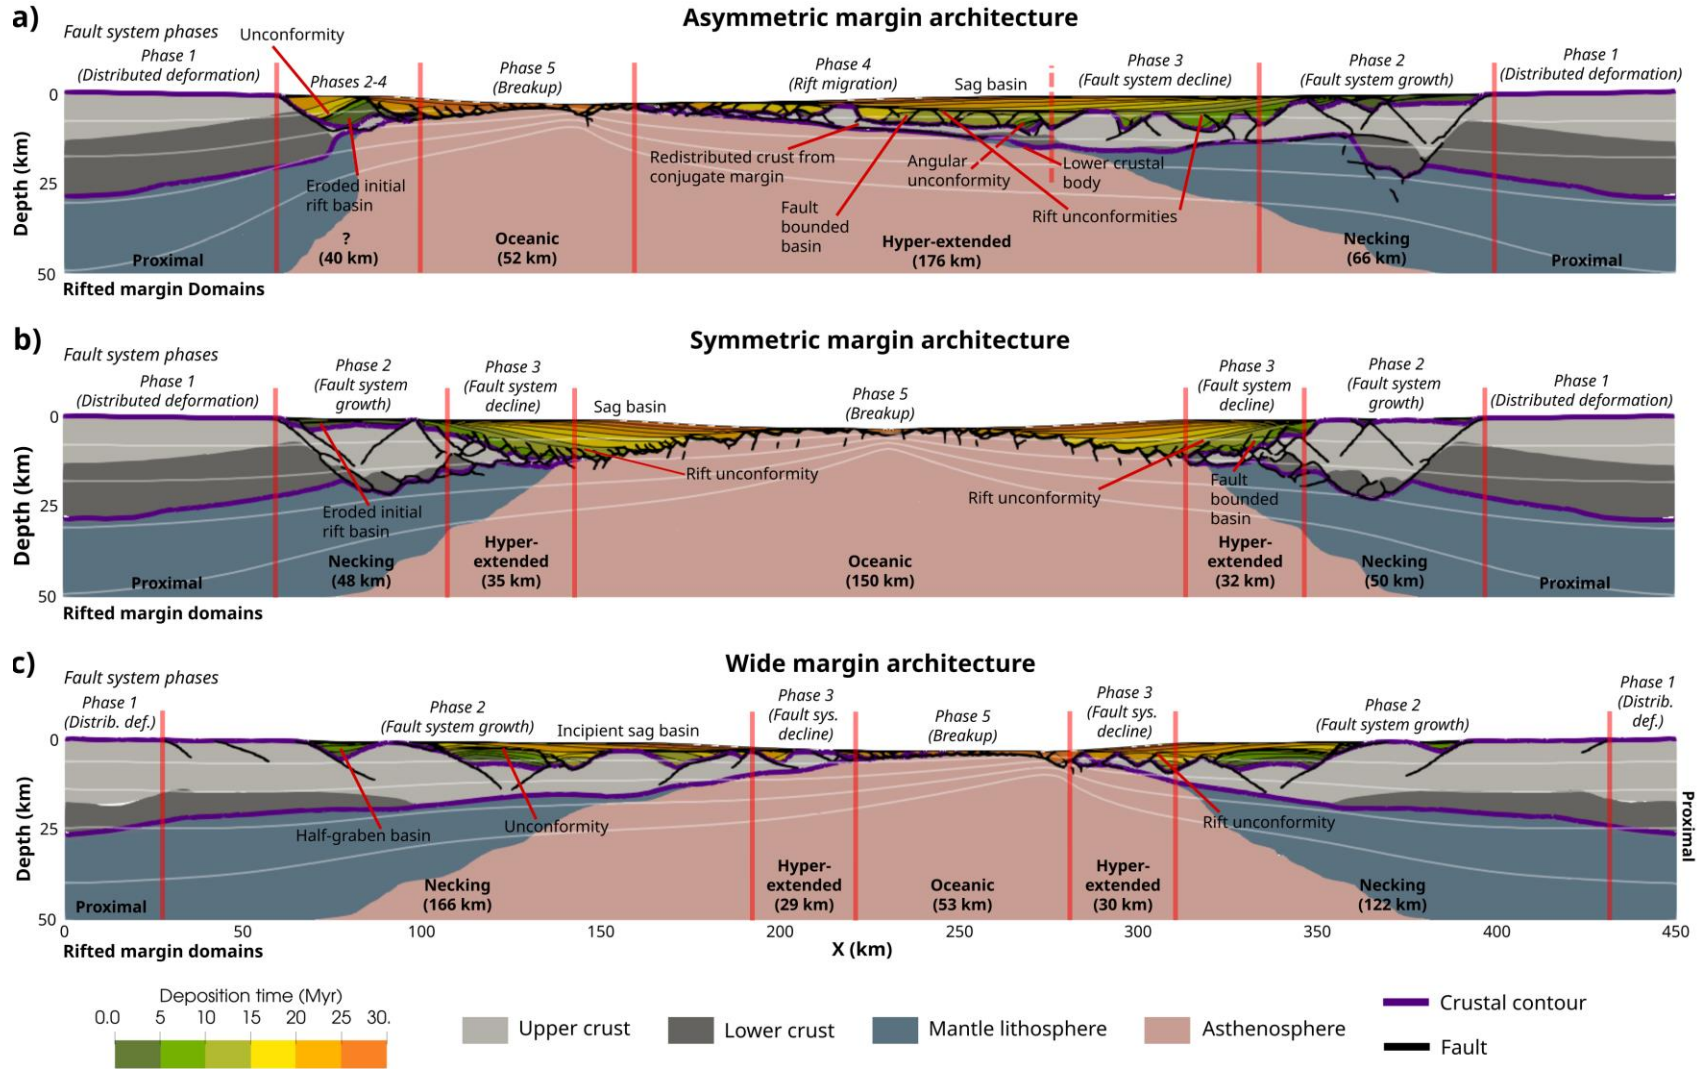 a)
Asymmetric margin architecture
Fault system phases
Unconformity
Phase 1
(Distributed deformation)
Phases 2-4
Phase 5
(Breakup)
Phase 4
(Rift migration)
Sag basin
Phase 3
(Fault system decline)
Phase 2
(Fault system growth)
Phase 1
(Distributed deformation)
0
25
50
Depth (km)
Eroded initial
rift basin
Redistributed crust from
conjugate margin
Fault
bounded
basin
Angular
unconformity
Lower crustal
body
Rift unconformities
Proximal
?
(40 km)
Oceanic
(52 km)
Hyper-extended
(176 km)
Necking
(66 km)
Proximal
Rifted margin Domains
b)
Symmetric margin architecture
Fault system phases
Phase 1
(Distributed deformation)
Phase 2
(Fault system
growth)
Phase 3
(Fault system
decline)
Sag basin
Phase 5
(Breakup)
Phase 3
(Fault system
decline)
Phase 2
(Fault system
growth)
Phase 1
(Distributed deformation)
0
25
50
Depth (km)
Eroded initial
rift basin
Rift unconformity
Rift unconformity
Fault
bounded
basin
Proximal
Necking
(48 km)
Hyper-
extended
(35 km)
Oceanic
(150 km)
Hyper-
extended
(32 km)
Necking
(50 km)
Proximal
Rifted margin domains
c)
Wide margin architecture
Fault system phases
Phase 1
(Distrib. def.)
Phase 2
(Fault system growth)
Incipient sag basin
Phase 3
(Fault sys.
decline)
Phase 5
(Breakup)
Phase 3
(Fault sys.
decline)
Phase 2
(Fault system growth)
Phase 1
(Distrib.
def.)
0
25
50
Depth (km)
Half-graben basin
Unconformity
Rift unconformity
Proximal
Necking
(166 km)
Hyper-
extended
(29 km)
Oceanic
(53 km)
Hyper-
extended
(30 km)
Necking
(122 km)
Proximal
0 50 100 150 200 250 300 350 400 450
Rifted margin domains
X (km)
Deposition time (Myr)
0.0 5 10 15 20 25 30.
Upper crust
Lower crust
Mantle lithosphere
Asthenosphere
Crustal contour
Fault